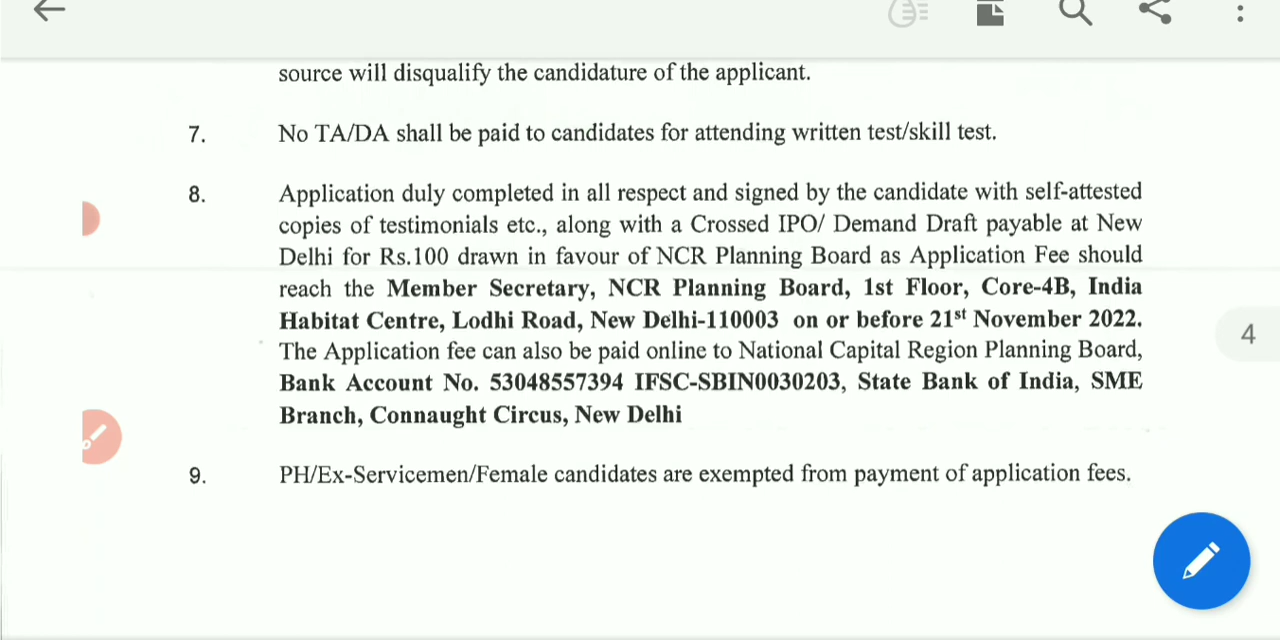 source will disqualify the candidature of the applicant.
7. No TA/DA shall be paid to candidates for attending written test/skill test.
8. Application duly completed in all respect and signed by the candidate with self-attested
copies of testimonials etc., along with a Crossed IPO/ Demand Draft payable at New
Delhi for Rs.100 drawn in favour of NCR Planning Board as Application Fee should
reach the Member Secretary, NCR Planning Board, 1st Floor, Core-4B, India
Habitat Centre, Lodhi Road, New Delhi-110003 on or before 21st November 2022.
The Application fee can also be paid online to National Capital Region Planning Board,
Bank Account No. 53048557394 IFSC-SBIN0030203, State Bank of India, SME
Branch, Connaught Circus, New Delhi
4
9. PH/Ex-Servicemen/Female candidates are exempted from payment of application fees.